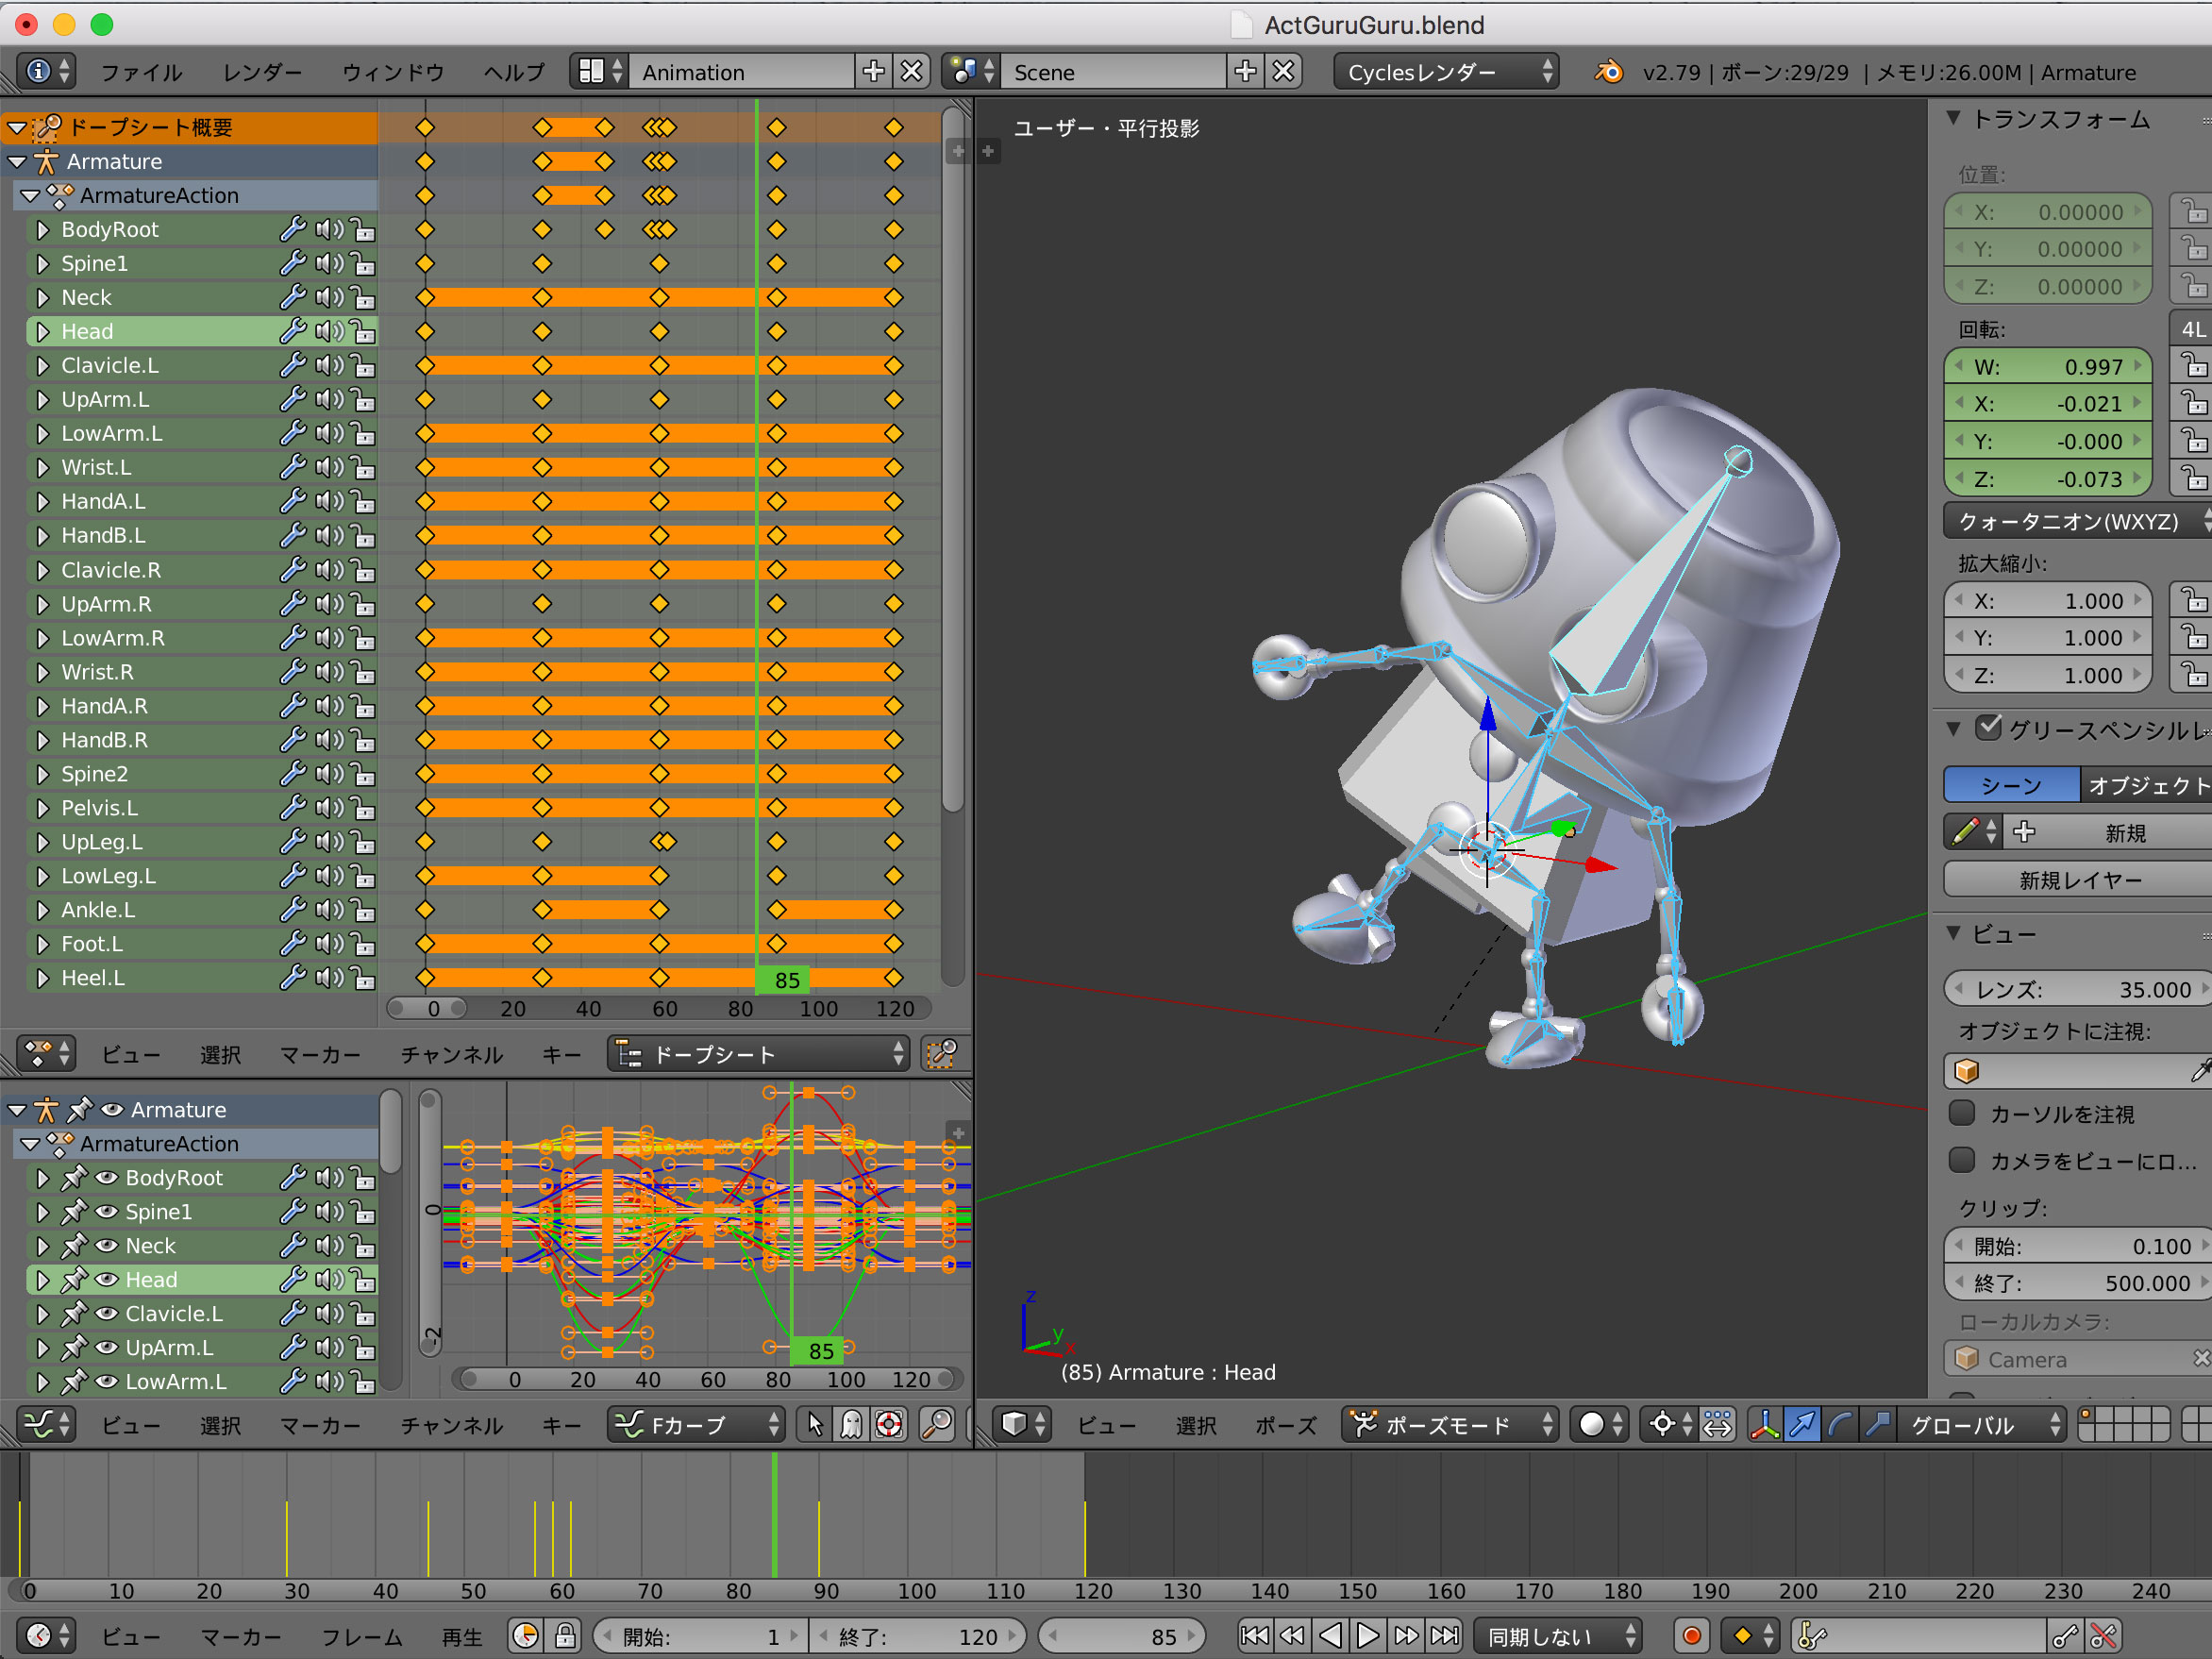 ActGuruGuru.blend
ファイル レンダー ウィンドウ ヘルプ Animation Scene Cyclesレンダー v2.79 | ボーン:29/29 | メモリ:26.00M | Armature
ドープシート概要
Armature
ArmatureAction
BodyRoot
Spine1
Neck
Head
Clavicle.L
UpArm.L
LowArm.L
Wrist.L
HandA.L
HandB.L
Clavicle.R
UpArm.R
LowArm.R
Wrist.R
HandA.R
HandB.R
Spine2
Pelvis.L
UpLeg.L
LowLeg.L
Ankle.L
Foot.L
Heel.L
85
0 20 40 60 80 100 120
ビュー 選択 マーカー チャンネル キー ドープシート
Armature
ArmatureAction
BodyRoot
Spine1
Neck
Head
Clavicle.L
UpArm.L
LowArm.L
0
-2
85
0 20 40 60 80 100 120
ビュー 選択 マーカー チャンネル キー Fカーブ
ユーザー・平行投影
z
y
x
(85) Armature : Head
ビュー 選択 ポーズ ポーズモード グローバル
トランスフォーム
位置:
X: 0.00000
Y: 0.00000
Z: 0.00000
回転: 4L
W: 0.997
X: -0.021
Y: -0.000
Z: -0.073
クォータニオン(WXYZ)
拡大縮小:
X: 1.000
Y: 1.000
Z: 1.000
グリースペンシルレ
シーン オブジェクト
新規
新規レイヤー
ビュー
レンズ: 35.000
オブジェクトに注視:
カーソルを注視
カメラをビューにロ...
クリップ:
開始: 0.100
終了: 500.000
ローカルカメラ:
Camera
0 10 20 30 40 50 60 70 80 90 100 110 120 130 140 150 160 170 180 190 200 210 220 230 240
ビュー マーカー フレーム 再生 開始: 1 終了: 120 85 同期しない